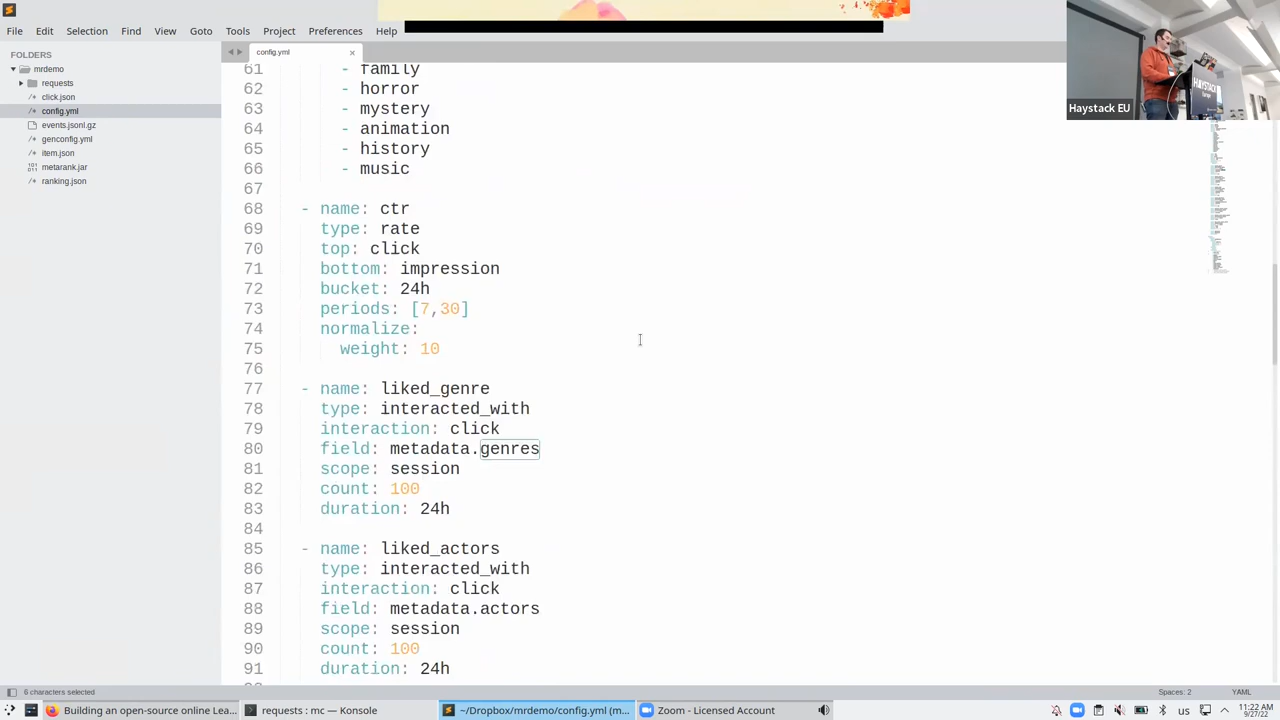 File Edit Selection Find View Goto Tools Project Preferences Help
FOLDERS
mrdemo
requests
click.json
config.yml
events.jsonl.gz
genconfig.yml
item.json
metarank.jar
ranking.json
config.yml
61 - family
62 - horror
63 - mystery
64 - animation
65 - history
66 - music
67
68 - name: ctr
69 type: rate
70 top: click
71 bottom: impression
72 bucket: 24h
73 periods: [7,30]
74 normalize:
75 weight: 10
76
77 - name: liked_genre
78 type: interacted_with
79 interaction: click
80 field: metadata.genres
81 scope: session
82 count: 100
83 duration: 24h
84
85 - name: liked_actors
86 type: interacted_with
87 interaction: click
88 field: metadata.actors
89 scope: session
90 count: 100
91 duration: 24h
HAYSTACK
Europe
Haystack EU
6 characters selected
Spaces: 2
YAML
Building an open-source online Lea...
requests : mc — Konsole
~/Dropbox/mrdemo/config.yml (m...
Zoom - Licensed Account
us
11:22 AM
9/27/22